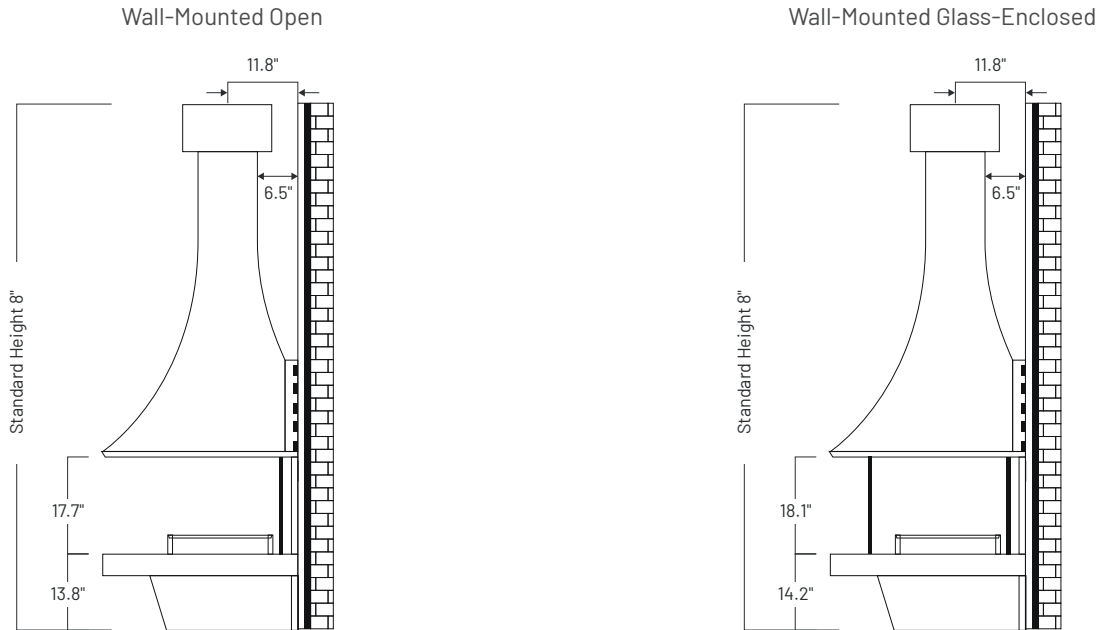 Wall-Mounted Open
11.8"
6.5"
Standard Height 8"
17.7"
13.8"
Wall-Mounted Glass-Enclosed
11.8"
6.5"
Standard Height 8"
18.1"
14.2"